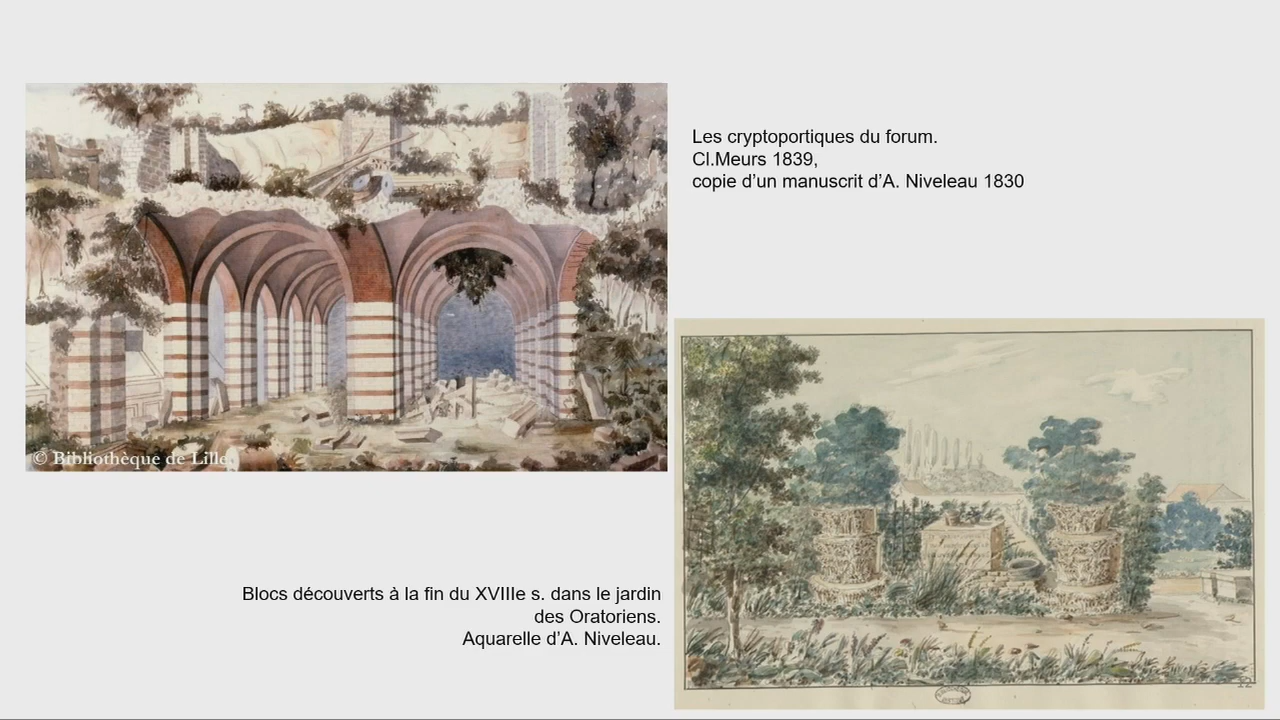 Les cryptoportiques du forum.
Cl.Meurs 1839,
copie d'un manuscrit d'A. Niveleau 1830
© Bibliothèque de Lille
Blocs découverts à la fin du XVIIIe s. dans le jardin
des Oratoriens.
Aquarelle d'A. Niveleau.
12